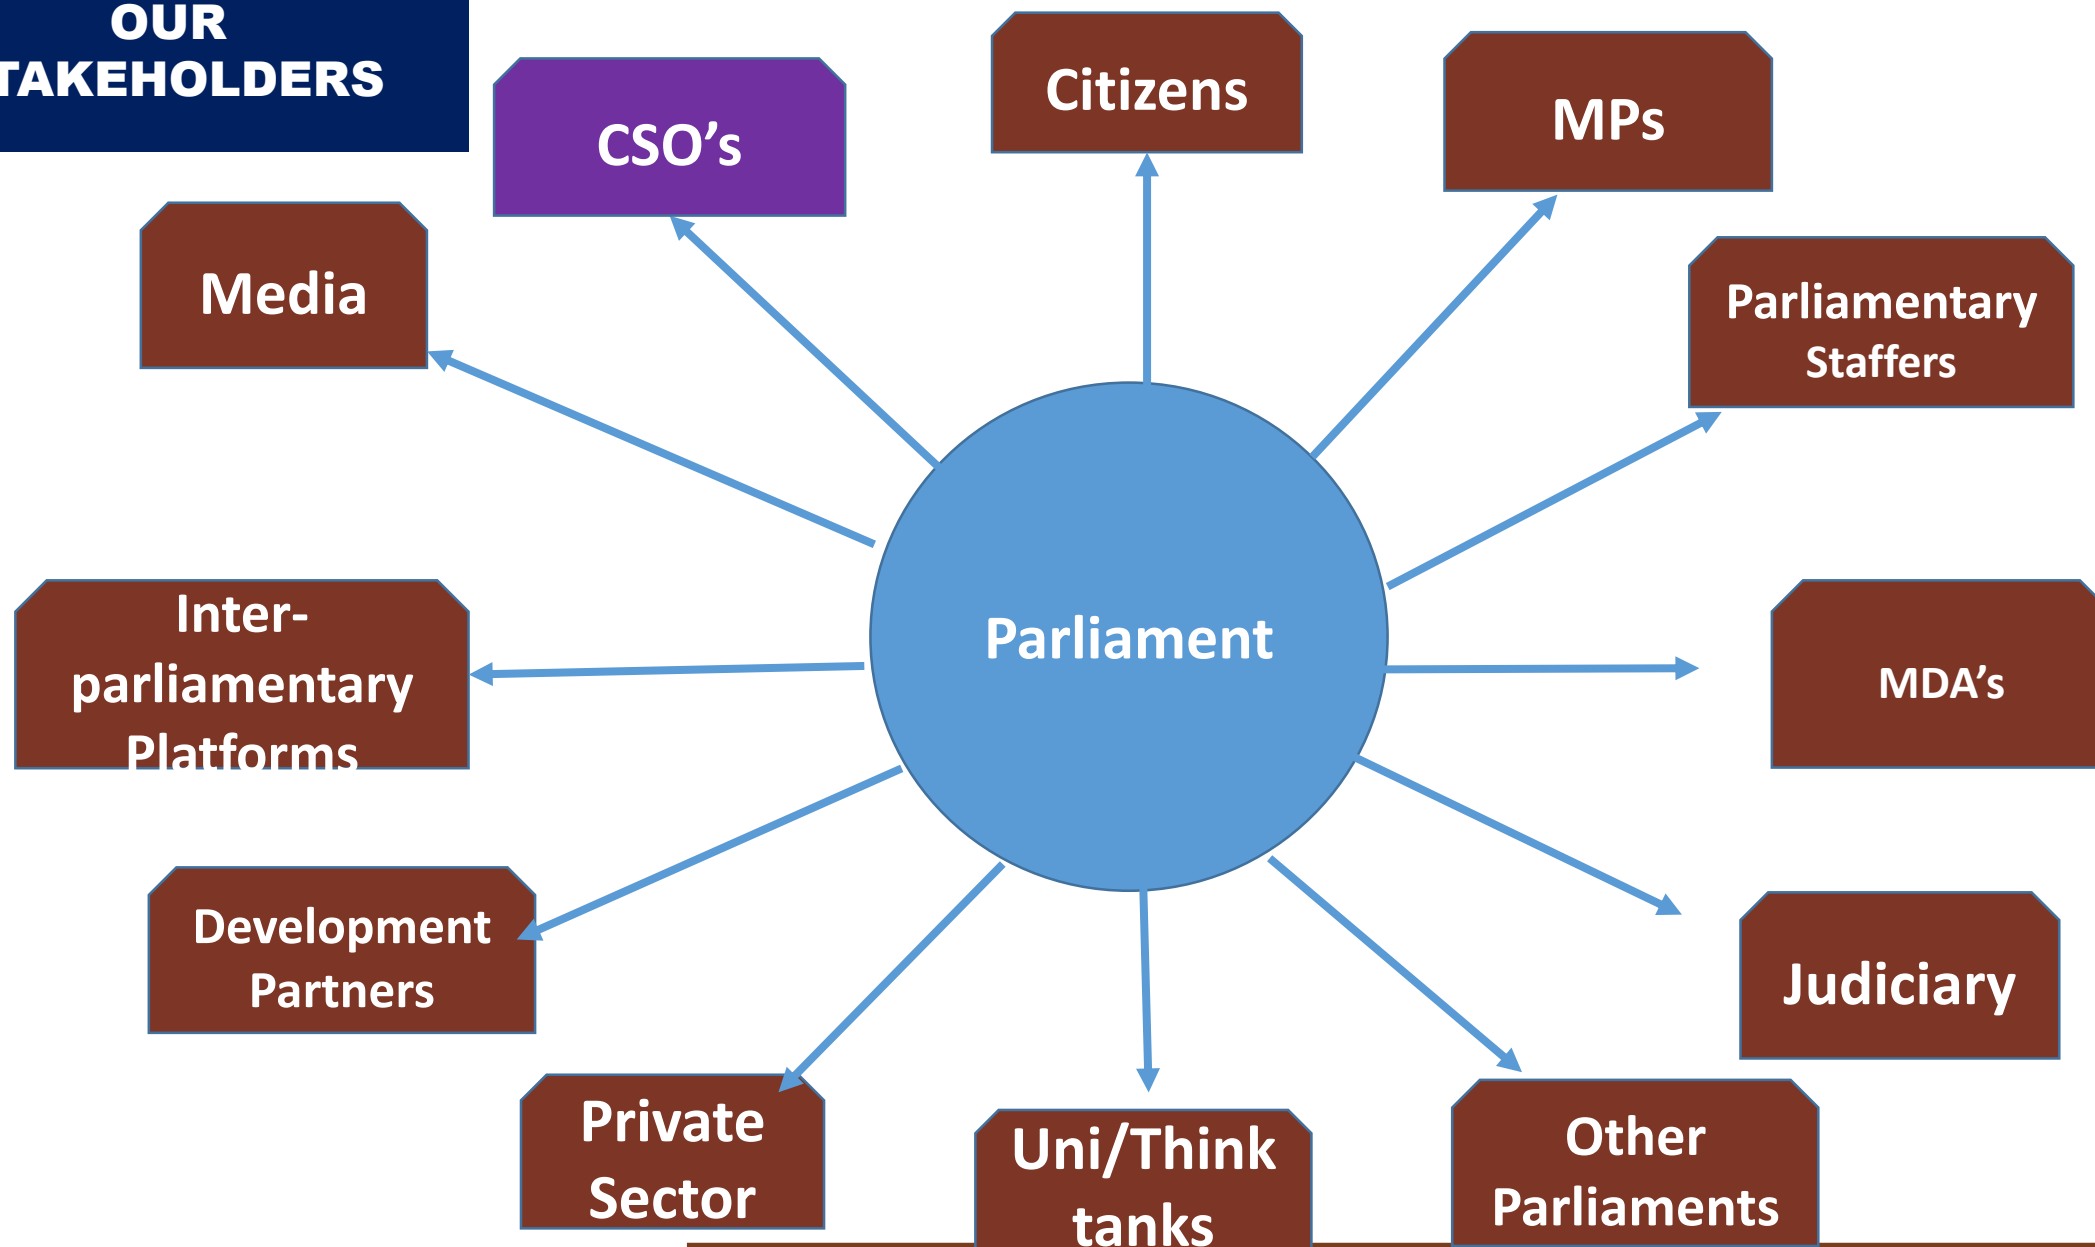 OUR
TAKEHOLDERS
CSO’s
Citizens
MPs
Media
Parliamentary
Staffers
Inter-
parliamentary
Platforms
Parliament
MDA’s
Development
Partners
Judiciary
Private
Sector
Uni/Think
tanks
Other
Parliaments